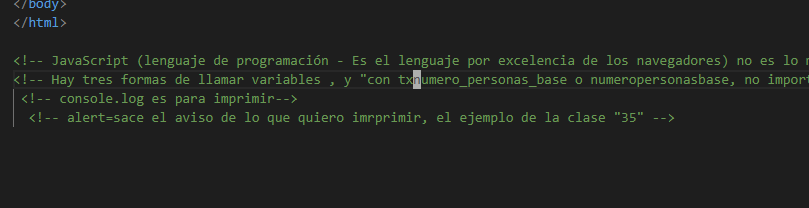 </body>
</html>
<!-- JavaScript (lenguaje de programación - Es el lenguaje por excelencia de los navegadores) no es lo
<!-- Hay tres formas de llamar variables , y "con txnumero_personas_base o numeropersonasbase, no import
<!-- console.log es para imprimir-->
<!-- alert=sace el aviso de lo que quiero imrprimir, el ejemplo de la clase "35" -->